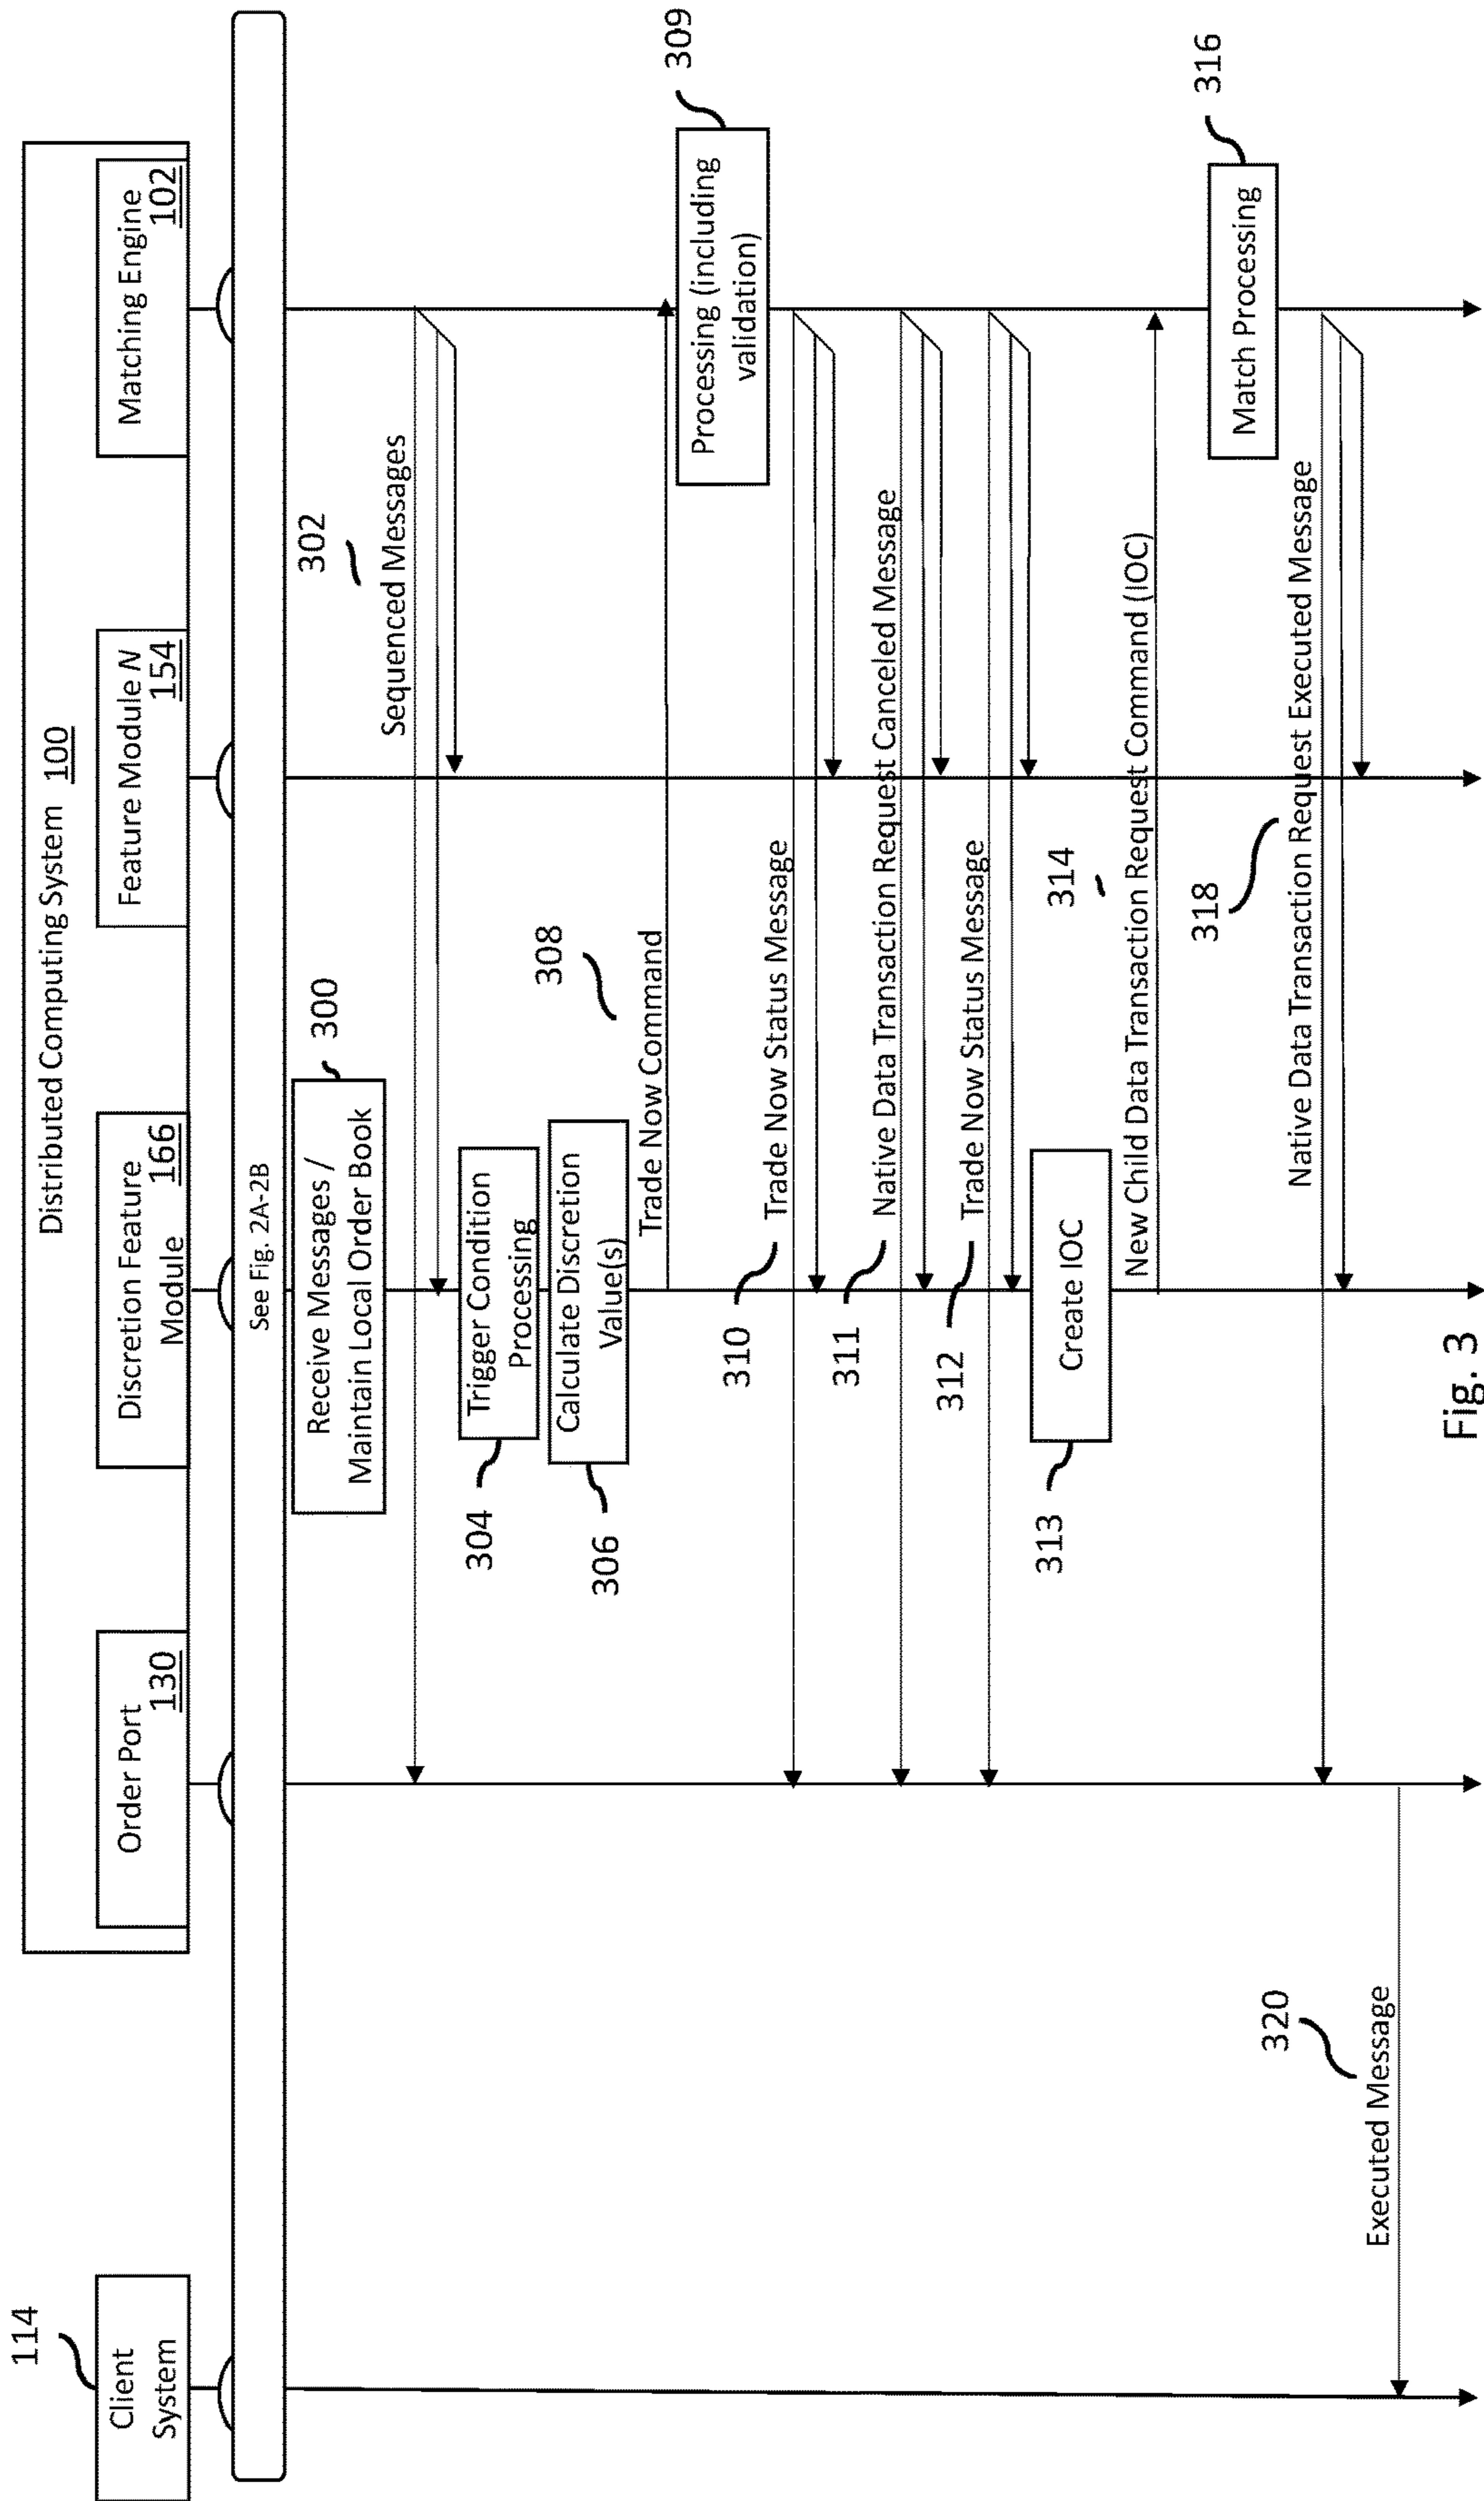 Distributed Computing System 100
114
Client
System
Order Port
130
Discretion Feature
Module 166
Feature Module N
154
Matching Engine
102
See Fig. 2A-2B
Receive Messages /
Maintain Local Order Book
300
302
Sequenced Messages
304
Trigger Condition
Processing
306
Calculate Discretion
Value(s)
308
Trade Now Command
309
Processing (including
validation)
310
Trade Now Status Message
311
Native Data Transaction Request Canceled Message
312
Trade Now Status Message
313
Create IOC
314
New Child Data Transaction Request Command (IOC)
316
Match Processing
318
Native Data Transaction Request Executed Message
320
Executed Message
Fig. 3